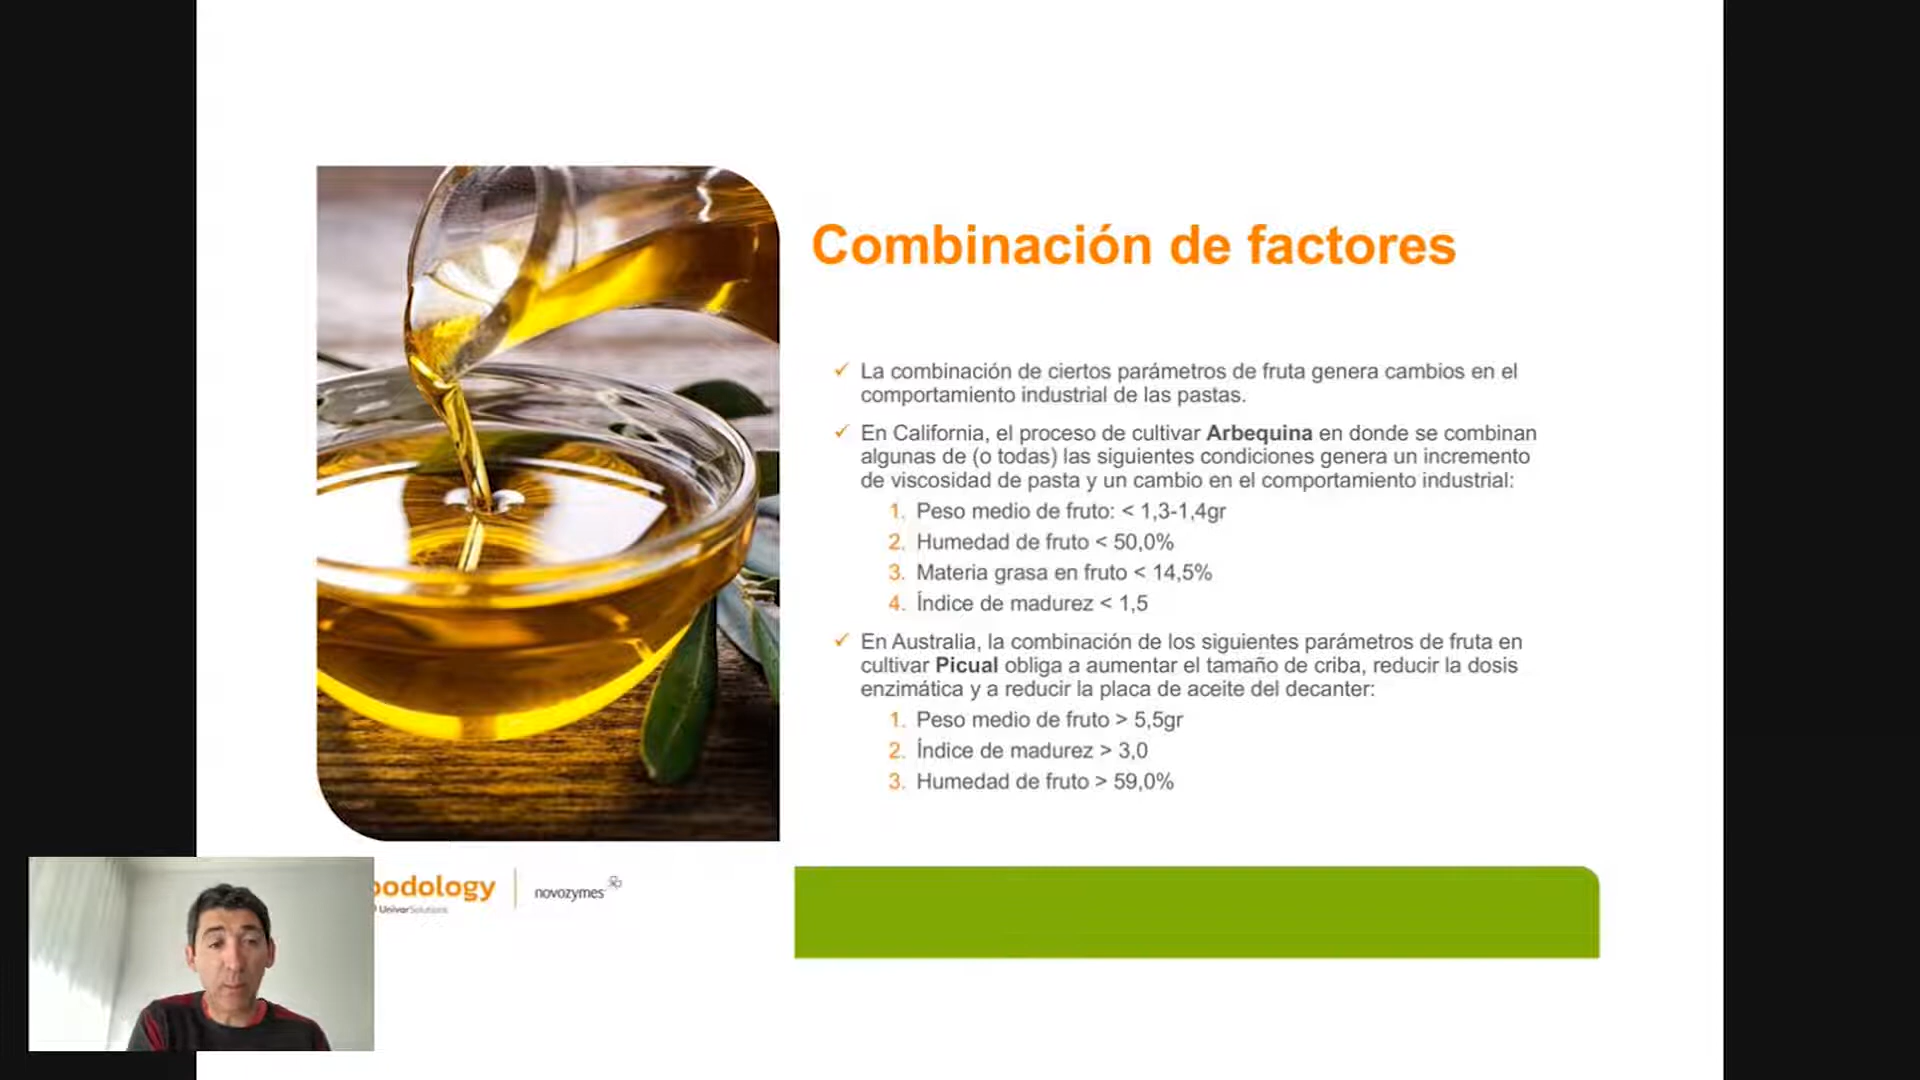 Combinación de factores
✓ La combinación de ciertos parámetros de fruta genera cambios en el
comportamiento industrial de las pastas.
✓ En California, el proceso de cultivar Arbequina en donde se combinan
algunas de (o todas) las siguientes condiciones genera un incremento
de viscosidad de pasta y un cambio en el comportamiento industrial:
1. Peso medio de fruto: < 1,3-1,4gr
2. Humedad de fruto < 50,0%
3. Materia grasa en fruto < 14,5%
4. Índice de madurez < 1,5
✓ En Australia, la combinación de los siguientes parámetros de fruta en
cultivar Picual obliga a aumentar el tamaño de criba, reducir la dosis
enzimática y a reducir la placa de aceite del decanter:
1. Peso medio de fruto > 5,5gr
2. Índice de madurez > 3,0
3. Humedad de fruto > 59,0%
odology
Univar Solutions
novozymes